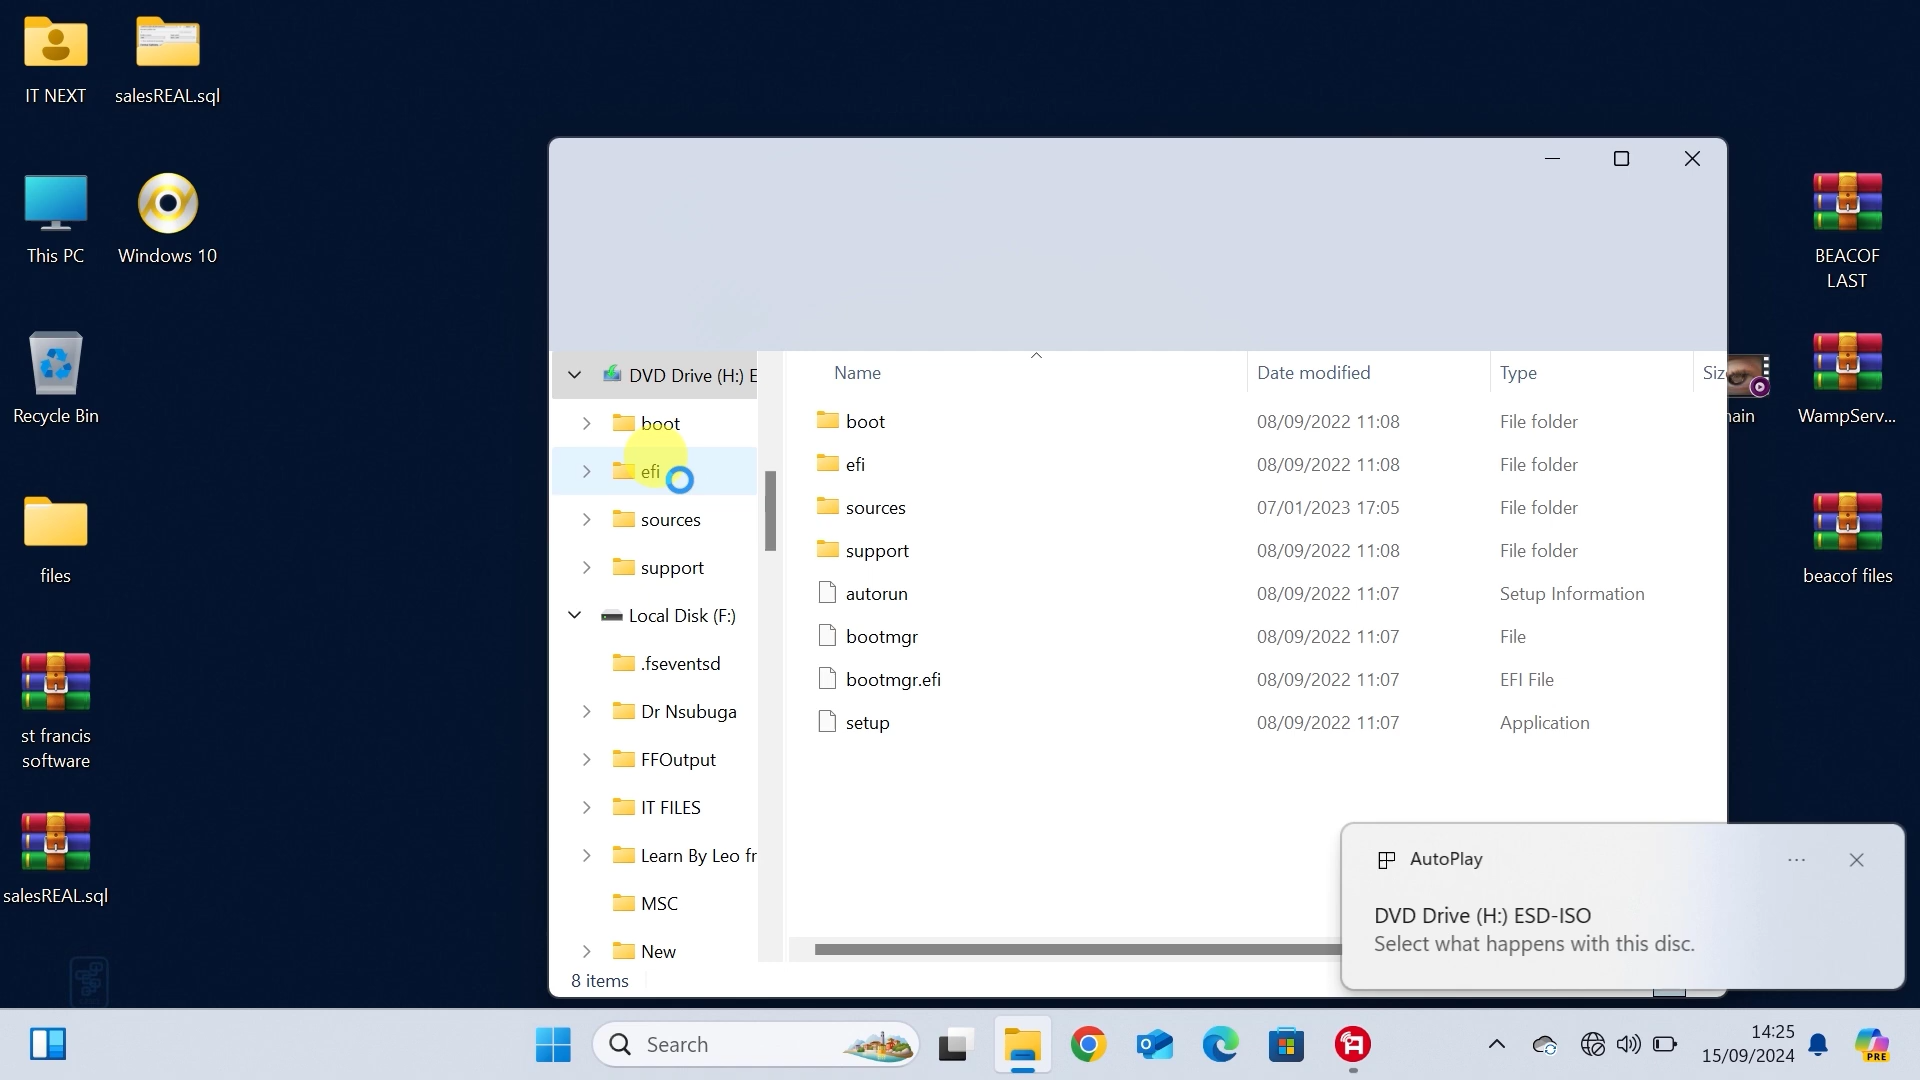 IT NEXT
salesREAL.sql
This PC
Windows 10
Recycle Bin
files
st francis
software
salesREAL.sql
DVD Drive (H:) E
boot
efi
sources
support
Local Disk (F:)
.fseventsd
Dr Nsubuga
FFOutput
IT FILES
Learn By Leo fr
MSC
New
Name Date modified Type Siz
boot 08/09/2022 11:08 File folder
efi 08/09/2022 11:08 File folder
sources 07/01/2023 17:05 File folder
support 08/09/2022 11:08 File folder
autorun 08/09/2022 11:07 Setup Information
bootmgr 08/09/2022 11:07 File
bootmgr.efi 08/09/2022 11:07 EFI File
setup 08/09/2022 11:07 Application
8 items
BEACOF
LAST
ain
WampServ...
beacof files
AutoPlay
DVD Drive (H:) ESD-ISO
Select what happens with this disc.
Search
14:25
15/09/2024
PRE